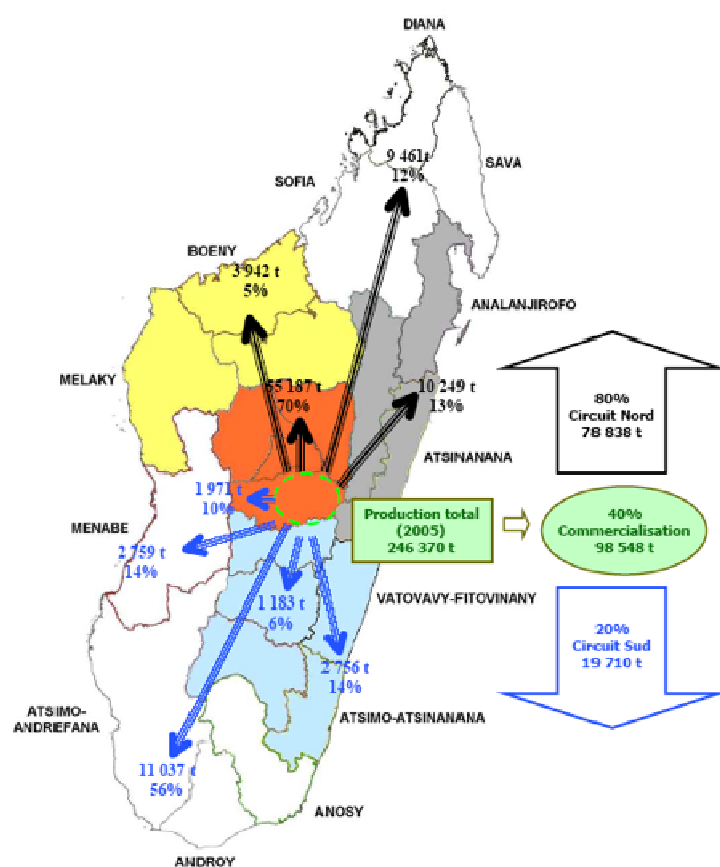 DIANA
9 461t
12%
SAVA
SOFIA
BOENY
3 942 t
5%
ANALANJIROFO
MELAKY
55 187 t
70%
10 249 t
13%
80%
Circuit Nord
78 838 t
ATSINANANA
1 971 t
10%
Production total
(2005)
246 370 t
40%
Commercialisation
98 548 t
MENABE
2 759 t
14%
1 183 t
6%
VATOVAVY-FITOVINANY
20%
Circuit Sud
19 710 t
2 756 t
14%
ATSIMO-
ANDREFANA
ATSIMO-ATSINANANA
11 037 t
56%
ANOSY
ANDROY